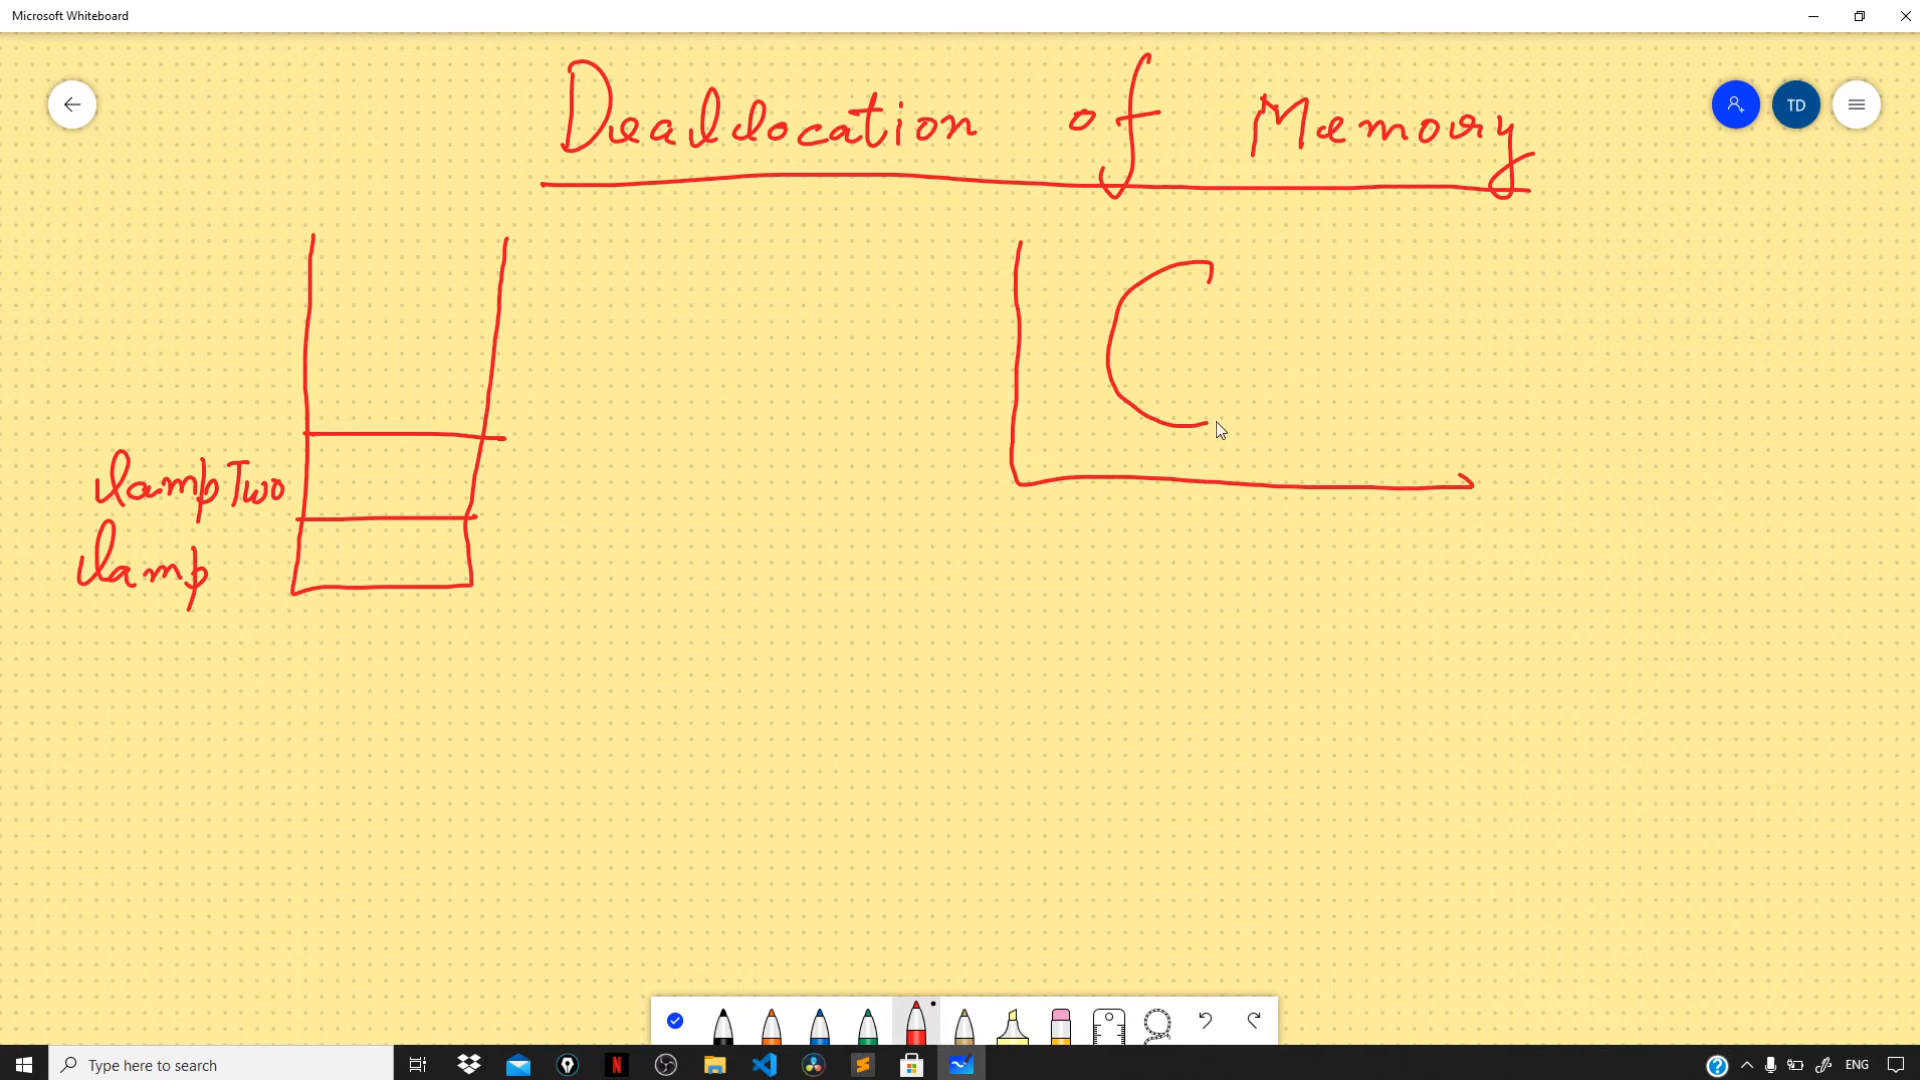 Microsoft Whiteboard
Deallocation of Memory
TD
lampTwo
lamp
Type here to search
ENG